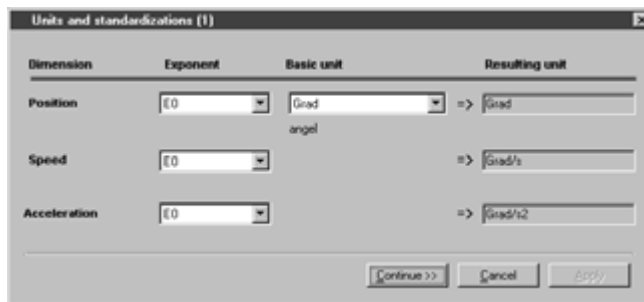 Units and standardizations (1)
Dimension Exponent Basic unit Resulting unit
Position E0 Grad => Grad
angel
Speed E0 => Grad/s
Acceleration E0 => Grad/s2
Continue >> Cancel Apply